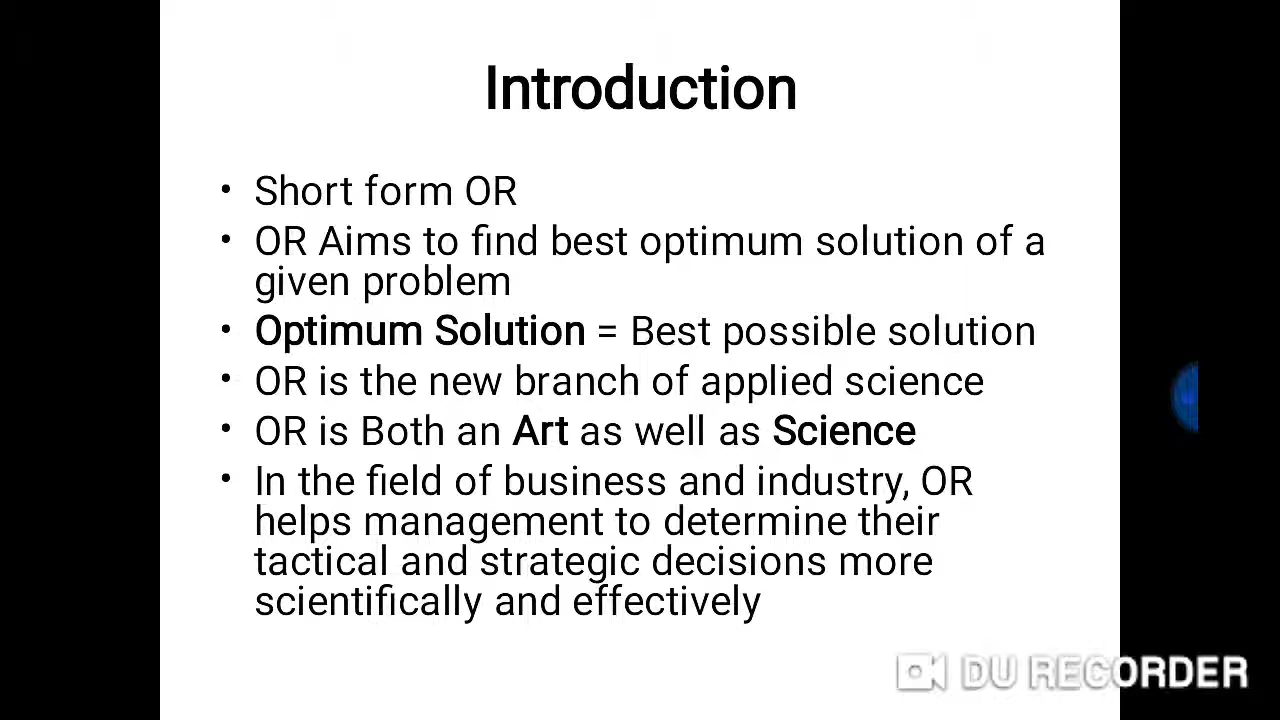 Introduction
• Short form OR
• OR Aims to find best optimum solution of a
given problem
• Optimum Solution = Best possible solution
• OR is the new branch of applied science
• OR is Both an Art as well as Science
• In the field of business and industry, OR
helps management to determine their
tactical and strategic decisions more
scientifically and effectively
DU RECORDER